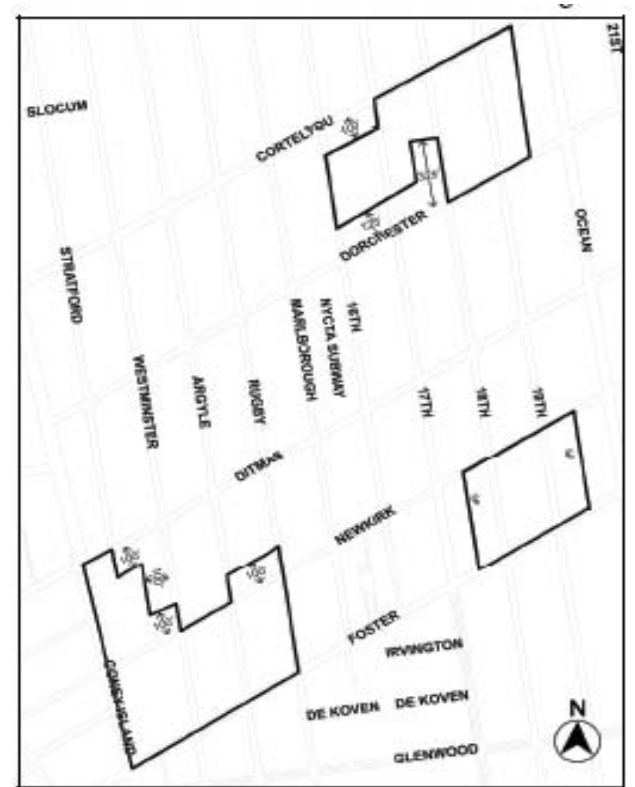 21ST
SLOCUM
CORTELYOU
DORCHESTER
OCEAN
STRATFORD
WESTMINSTER
ARGYLE
RUGBY
MARLBOROUGH
NYCTA SUBWAY
16TH
17TH
18TH
19TH
DITMAS
NEWKIRK
FOSTER
IRVINGTON
CONEY ISLAND
DE KOVEN
DE KOVEN
GLENWOOD
N